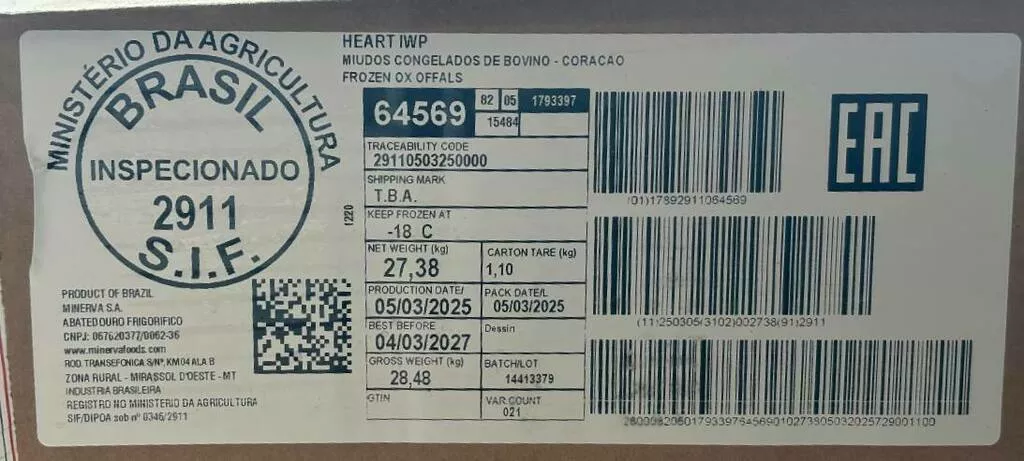 MINISTÉRIO DA AGRICULTURA
BRASIL
INSPECIONADO
2911
S.I.F.
PRODUCT OF BRAZIL
MINERVA S.A.
ABATEDOURO FRIGORIFICO
CNPJ: 067620377/0062-36
www.minervafoods.com
ROD. TRANSEFONICA S/Nº, KM04 ALA B
ZONA RURAL - MIRASSOL D'OESTE - MT
INDUSTRIA BRASILEIRA
REGISTRO NO MINISTERIO DA AGRICULTURA
SIF/DIPOA sob nº 0346/2911
HEART IWP
MIUDOS CONGELADOS DE BOVINO - CORACAO
FROZEN OX OFFALS
64569 82 05 1793397
15484
TRACEABILITY CODE
29110503250000
SHIPPING MARK
T.B.A.
1220
KEEP FROZEN AT
-18 C
NET WEIGHT (kg) CARTON TARE (kg)
27,38 1,10
PRODUCTION DATE/ PACK DATE/L
05/03/2025 05/03/2025
BEST BEFORE Dessin
04/03/2027
GROSS WEIGHT (kg) BATCH/LOT
28,48 14413379
GTIN VAR.COUNT
021
(01)17892911064569
(11)250305(3102)002738(91)2911
EAC